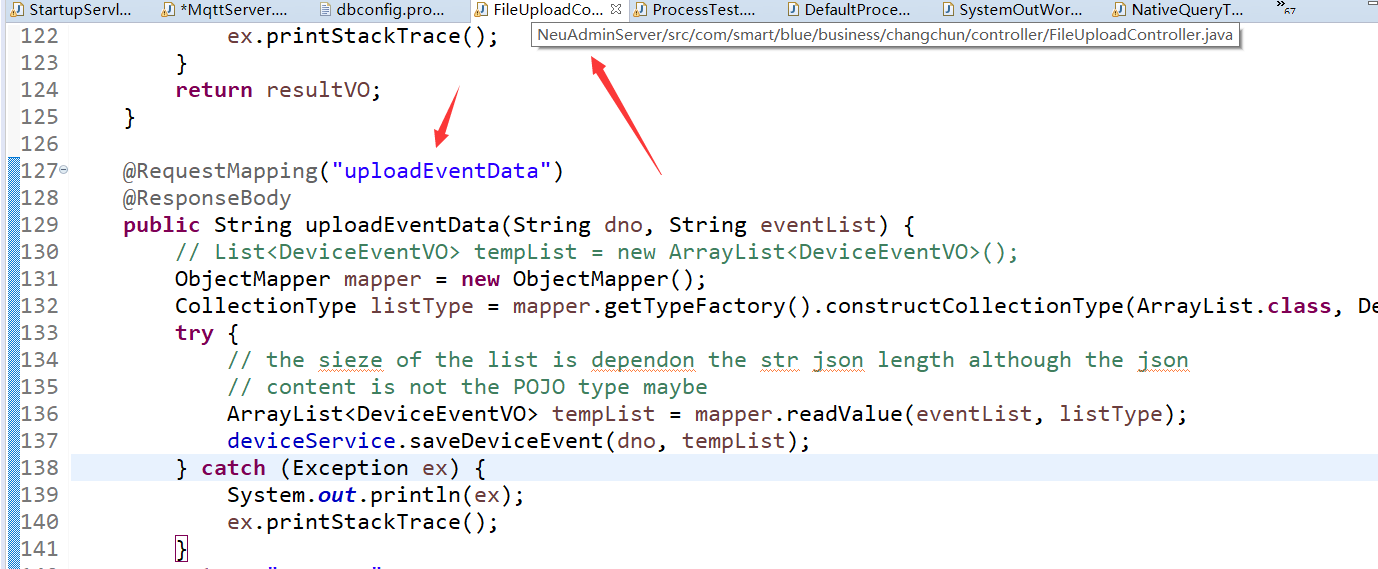 StartupServl... *MqttServer.... dbconfig.pro... FileUploadCo... ProcessTest.... DefaultProce... SystemOutWor... NativeQueryT... »67
122 ex.printStackTrace();
NeuAdminServer/src/com/smart/blue/business/changchun/controller/FileUploadController.java
123 }
124 return resultVO;
125 }
126
127 @RequestMapping("uploadEventData")
128 @ResponseBody
129 public String uploadEventData(String dno, String eventList) {
130 // List<DeviceEventVO> tempList = new ArrayList<DeviceEventVO>();
131 ObjectMapper mapper = new ObjectMapper();
132 CollectionType listType = mapper.getTypeFactory().constructCollectionType(ArrayList.class, De
133 try {
134 // the sieze of the list is dependon the str json length although the json
135 // content is not the POJO type maybe
136 ArrayList<DeviceEventVO> tempList = mapper.readValue(eventList, listType);
137 deviceService.saveDeviceEvent(dno, tempList);
138 } catch (Exception ex) {
139 System.out.println(ex);
140 ex.printStackTrace();
141 }